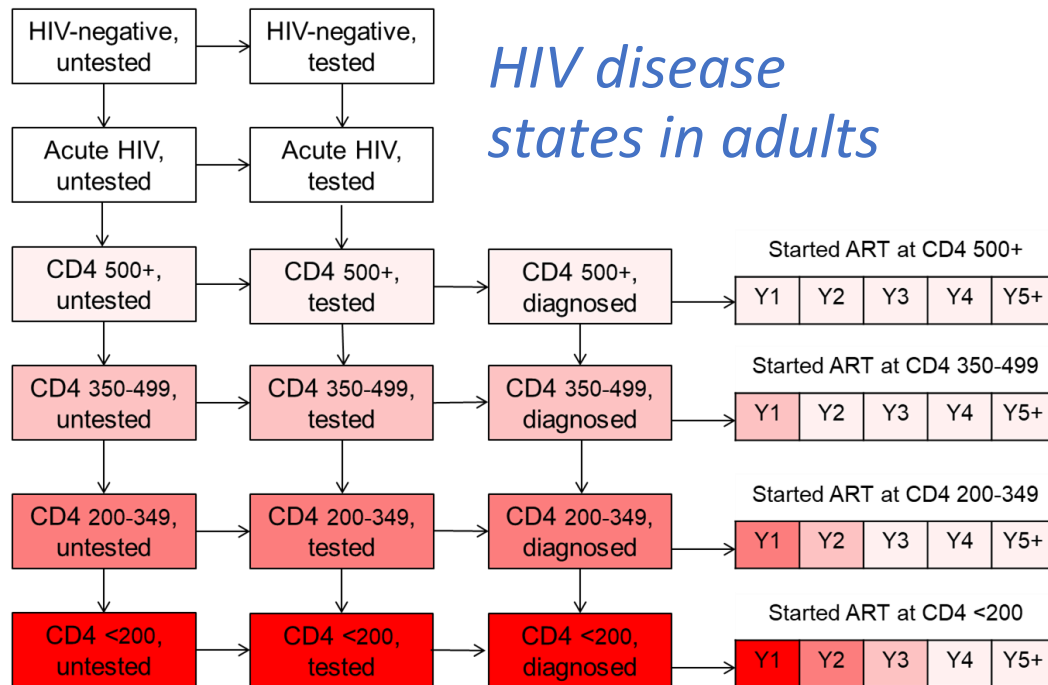 HIV-negative,
untested
HIV-negative,
tested
HIV disease
states in adults
Acute HIV,
untested
Acute HIV,
tested
CD4 500+,
untested
CD4 500+,
tested
CD4 500+,
diagnosed
Started ART at CD4 500+
Y1 Y2 Y3 Y4 Y5+
CD4 350-499,
untested
CD4 350-499,
tested
CD4 350-499,
diagnosed
Started ART at CD4 350-499
Y1 Y2 Y3 Y4 Y5+
CD4 200-349,
untested
CD4 200-349,
tested
CD4 200-349,
diagnosed
Started ART at CD4 200-349
Y1 Y2 Y3 Y4 Y5+
CD4 <200,
untested
CD4 <200,
tested
CD4 <200,
diagnosed
Started ART at CD4 <200
Y1 Y2 Y3 Y4 Y5+